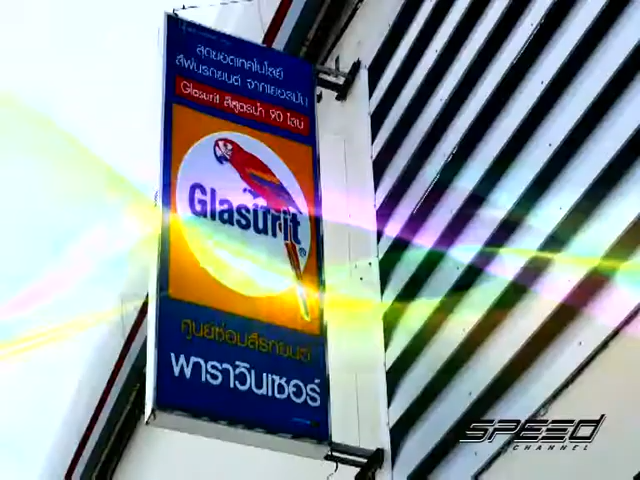 สุดยอดเทคโนโลยี
สีพ่นรถยนต์ จากเยอรมัน
Glasurit สีสูตรน้ำ 90 ไลน์
Glasurit
ศูนย์ซ่อมสีรถยนต์
พาราวินเซอร์
SPEED
CHANNEL